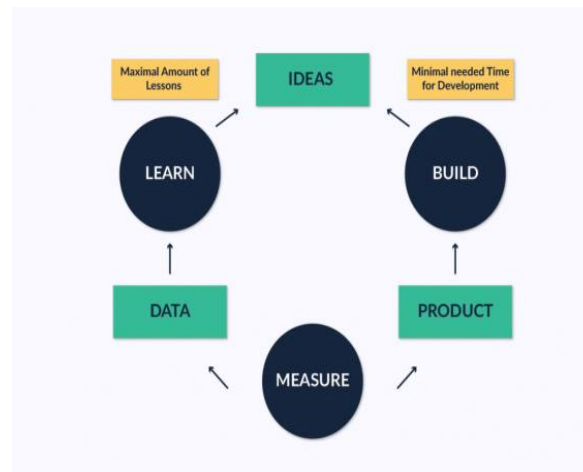 Maximal Amount of
Lessons
IDEAS
Minimal needed Time
for Development
LEARN
BUILD
DATA
PRODUCT
MEASURE